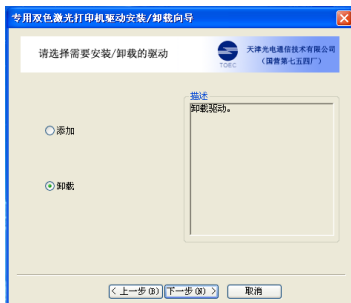 专用双色激光打印机驱动安装/卸载向导
请选择需要安装/卸载的驱动
TOEC
天津光电通信技术有限公司
(国营第七五四厂)
添加
卸载
描述
卸载驱动。
< 上一步(B)
下一步(N) >
取消